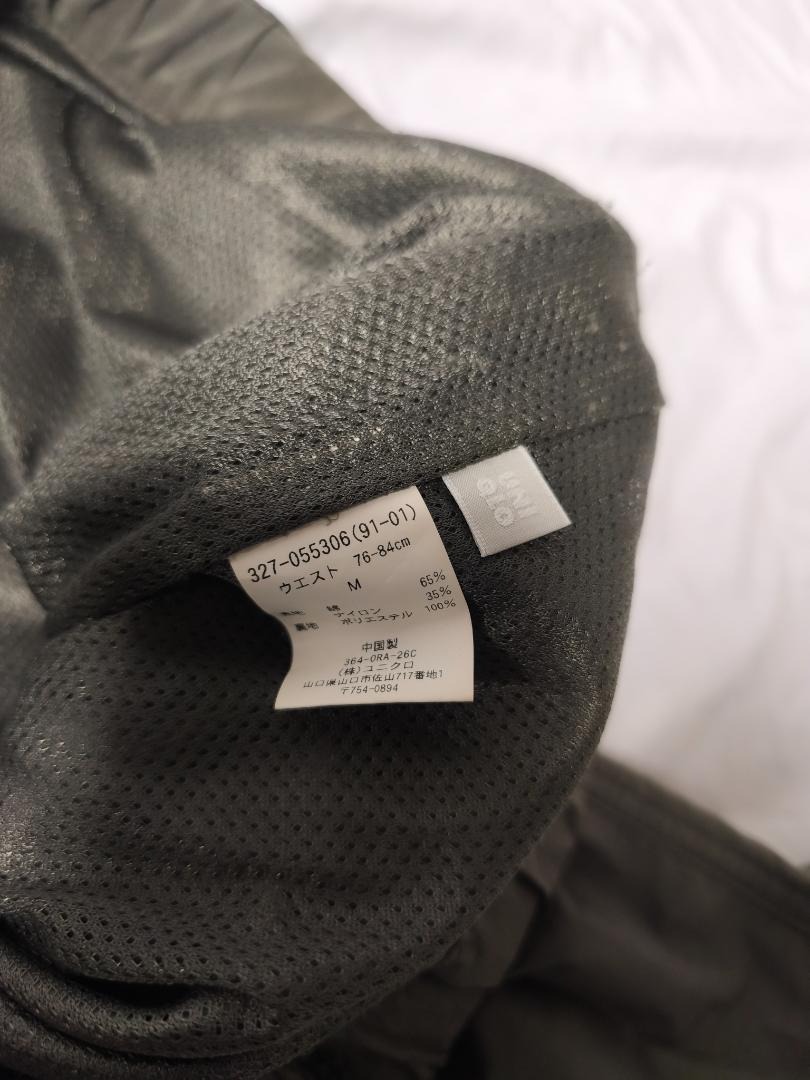 327-055306(91-01)
ウエスト 76-84cm
M
表地 綿 65%
ナイロン 35%
裏地 ポリエステル 100%
中国製
364-0RA-26C
(株)ユニクロ
山口県山口市佐山717番地1
〒754-0894
UNI
QLO